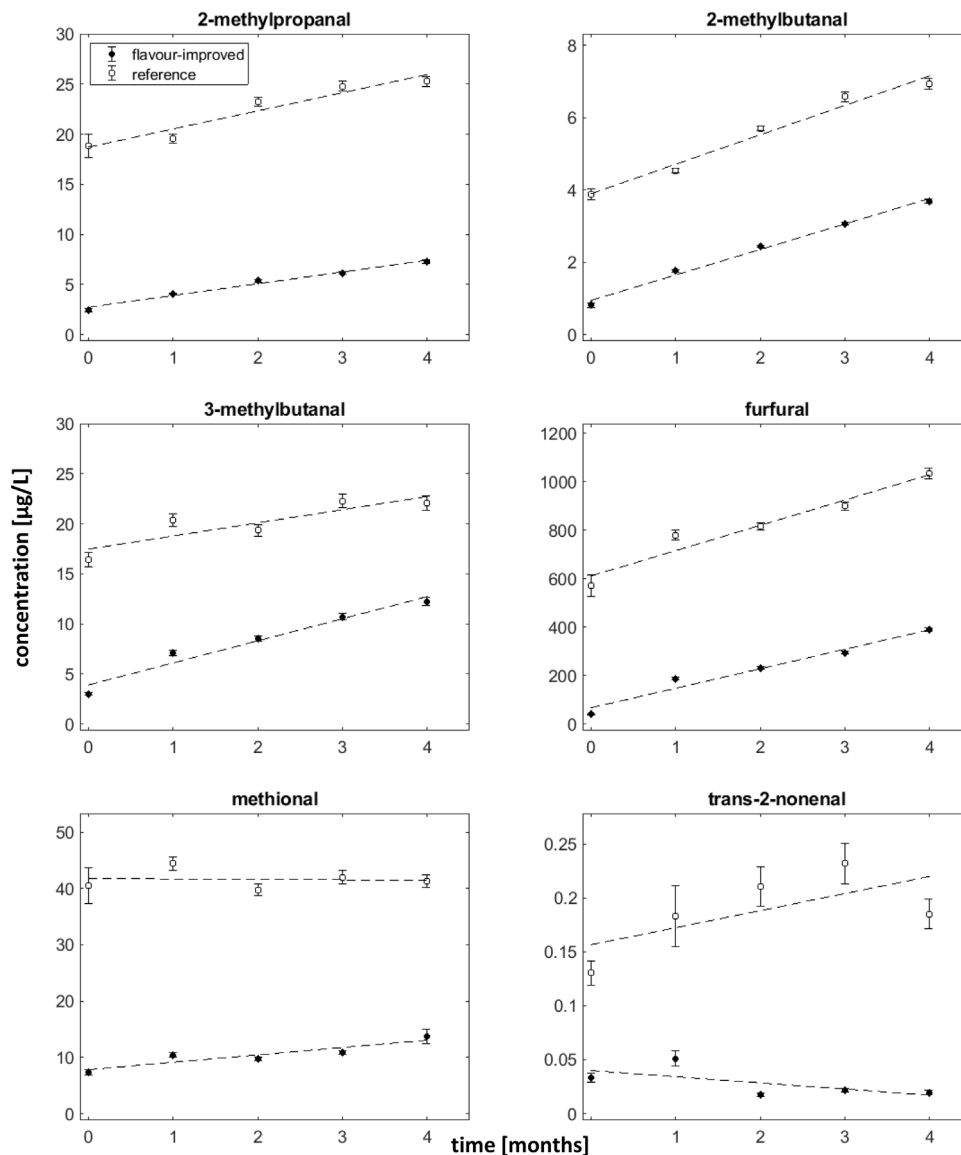 2-methylpropanal
30
25
20
15
10
5
0
0 1 2 3 4
flavour-improved
reference
2-methylbutanal
8
6
4
2
0
0 1 2 3 4
concentration [µg/L]
3-methylbutanal
30
25
20
15
10
5
0
0 1 2 3 4
furfural
1200
1000
800
600
400
200
0
0 1 2 3 4
methional
50
40
30
20
10
0
0 1 2 3 4
trans-2-nonenal
0.25
0.2
0.15
0.1
0.05
0
0 1 2 3 4
time [months]